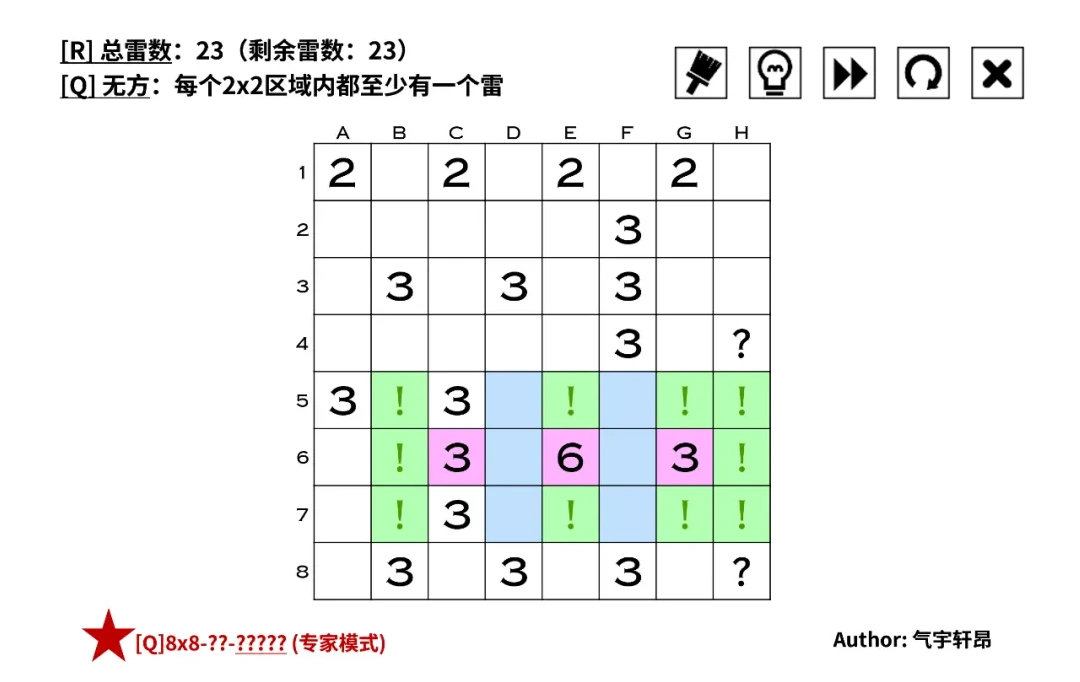 [R] 总雷数：23（剩余雷数：23）
[Q] 无方：每个2x2区域内都至少有一个雷
A B C D E F G H
1 2 2 2 2
2 3
3 3 3 3
4 3 ?
5 3 ! 3 ! ! !
6 ! 3 6 3 !
7 ! 3 ! ! !
8 3 3 3 ?
[Q]8x8-??-????? (专家模式)
Author: 气宇轩昂